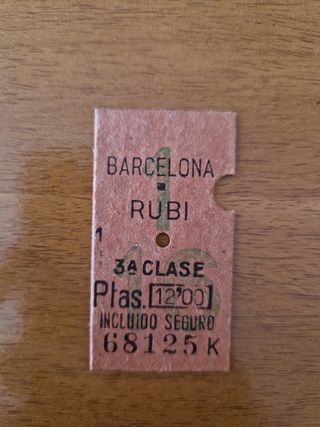 BARCELONA
-
RUBI
1
3ª CLASE
Ptas. 12'00
INCLUIDO SEGURO
68125 K